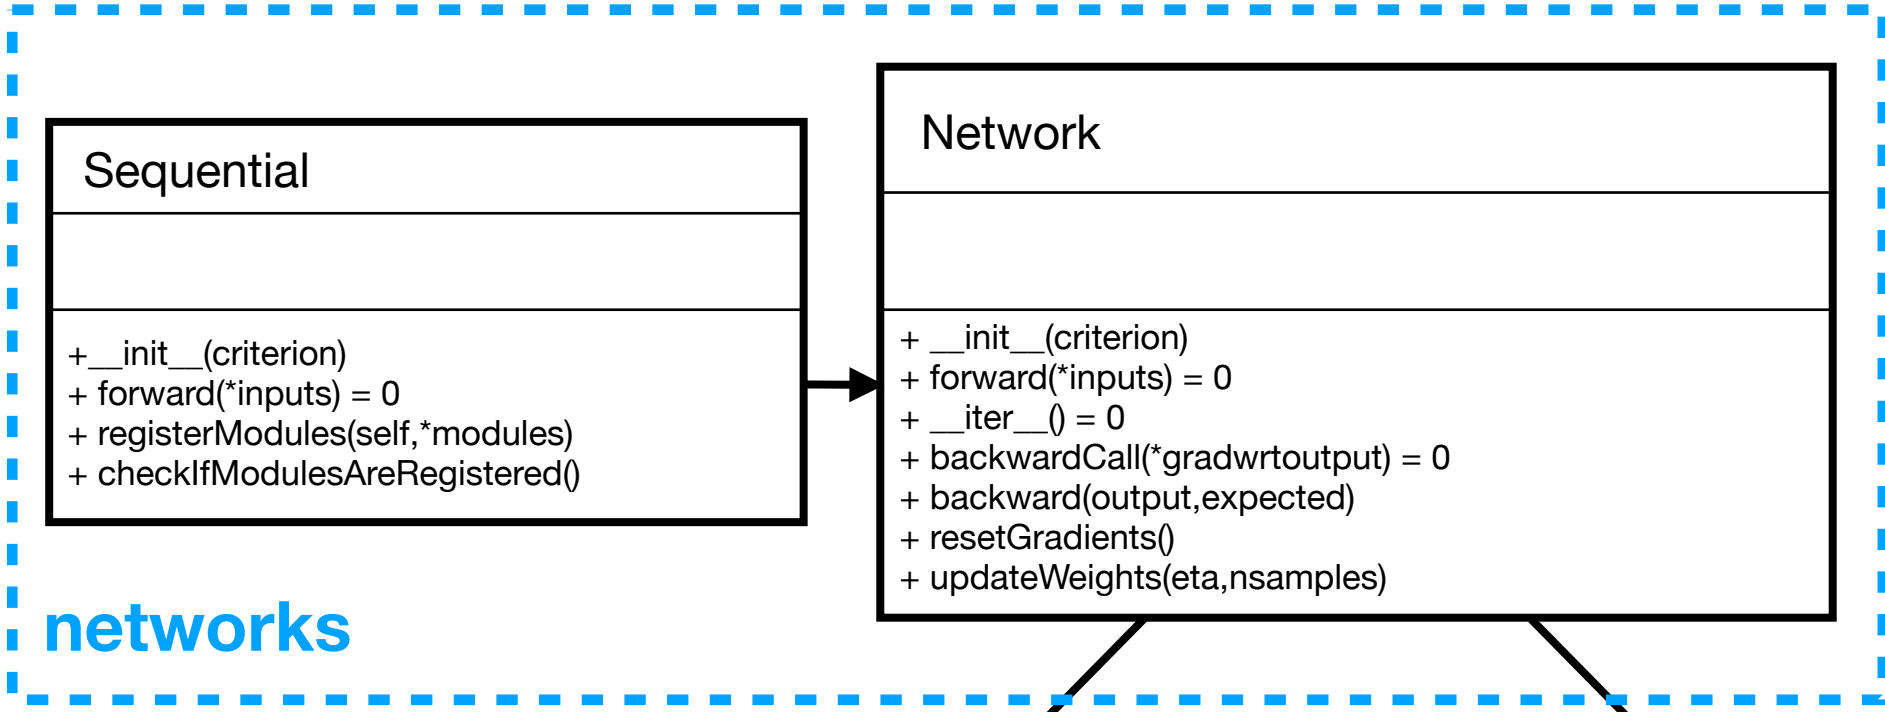 Sequential
+__init__(criterion)
+ forward(*inputs) = 0
+ registerModules(self,*modules)
+ checkIfModulesAreRegistered()
Network
+ __init__(criterion)
+ forward(*inputs) = 0
+ __iter__() = 0
+ backwardCall(*gradwrtoutput) = 0
+ backward(output,expected)
+ resetGradients()
+ updateWeights(eta,nsamples)
networks